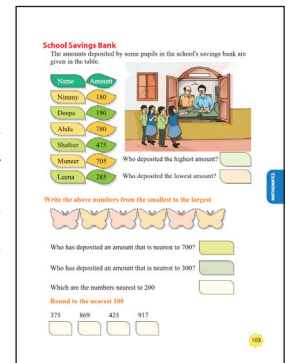 School Savings Bank
The amounts deposited by some pupils in the school's savings bank are
given in the table.
Name Amount
Nimmy 180
Deepa 190
Abdu 780
Shafeer 475
Muneer 705
Leena 285
Who deposited the highest amount?
Who deposited the lowest amount?
MATHEMATICS
Write the above numbers from the smallest to the largest
Who has deposited an amount that is nearest to 700?
Who has deposited an amount that is nearest to 300?
Which are the numbers nearest to 200
Round to the nearest 100
375 869 425 917
103